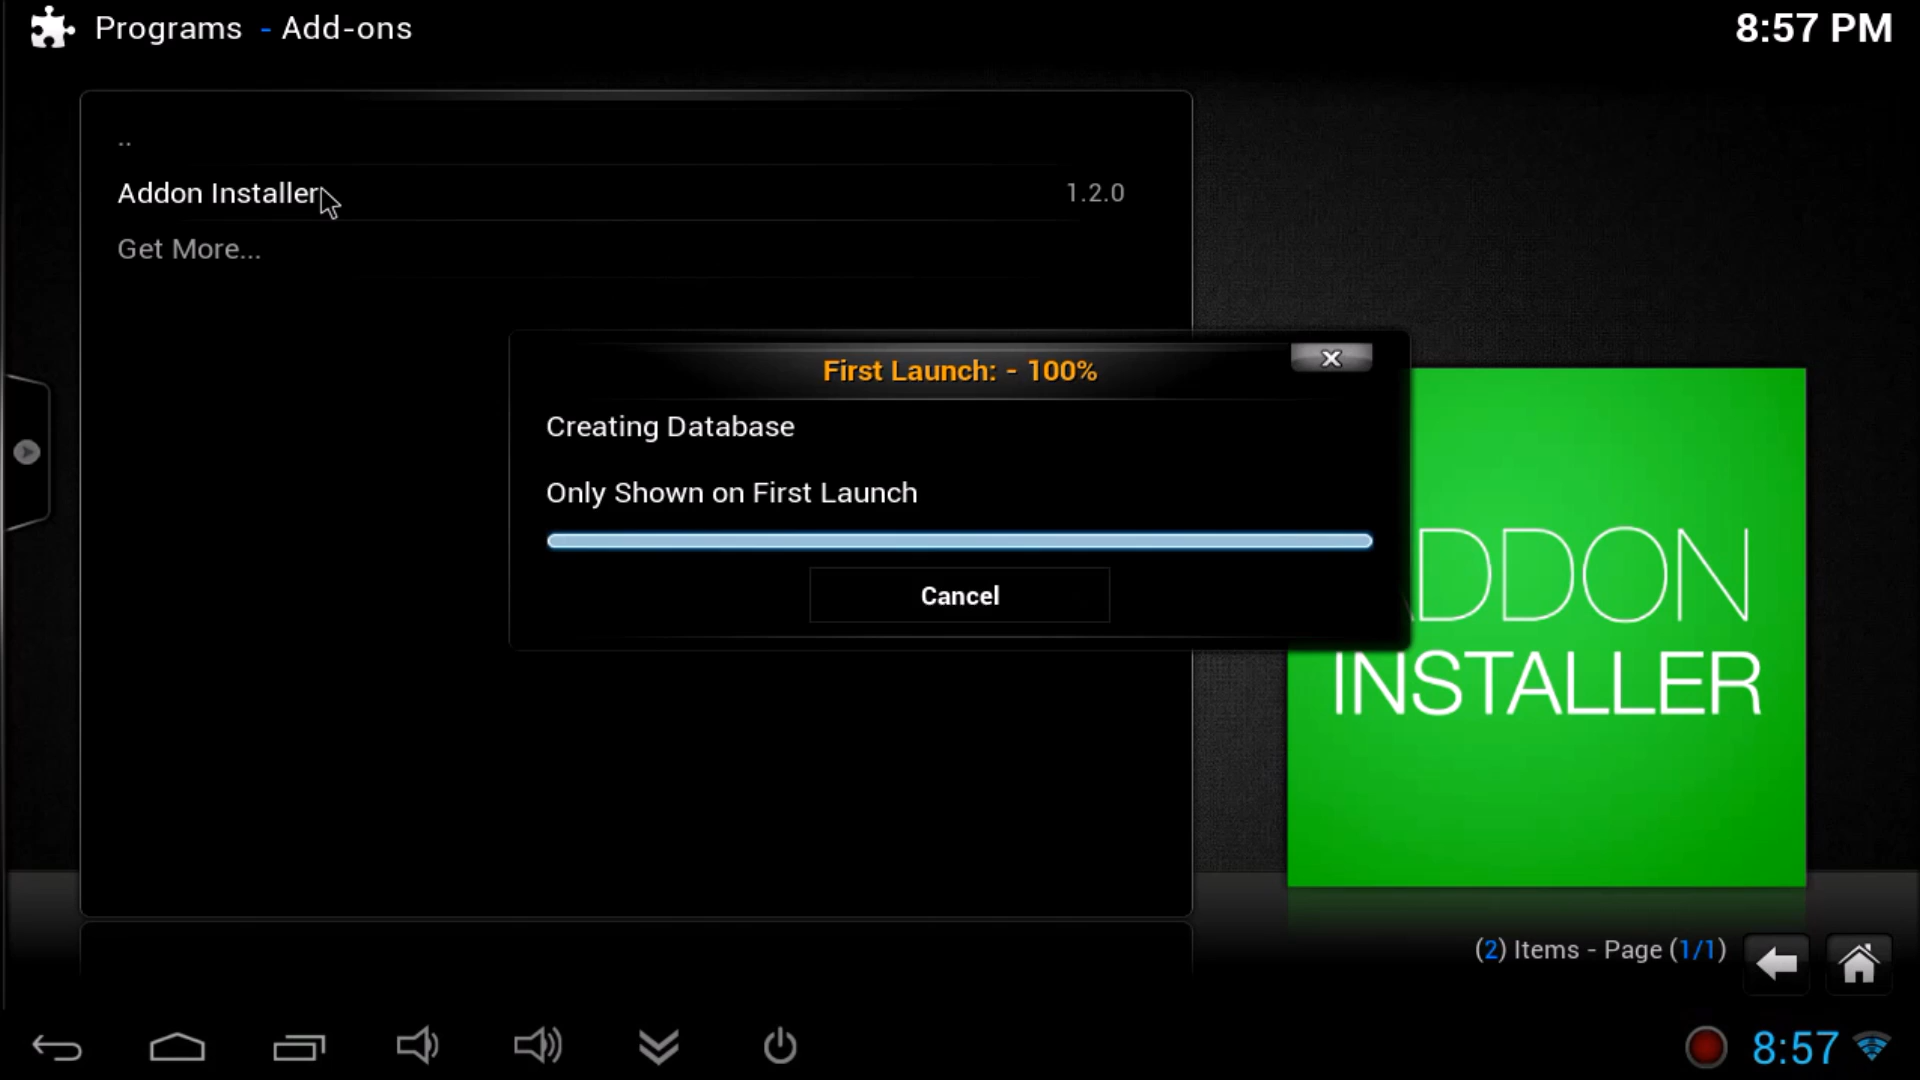 Programs - Add-ons
8:57 PM
..
Addon Installer 1.2.0
Get More...
First Launch: - 100%
Creating Database
Only Shown on First Launch
Cancel
DDON
INSTALLER
(2) Items - Page (1/1)
8:57